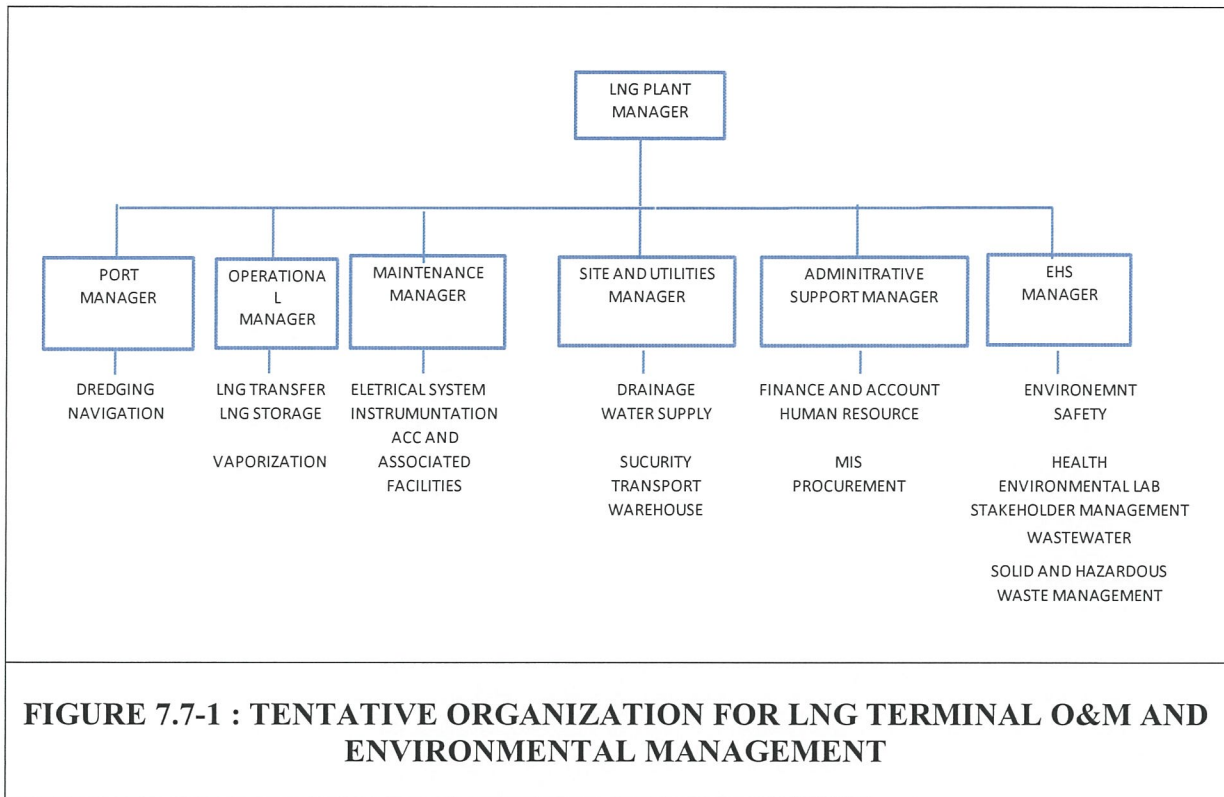 LNG PLANT
MANAGER
PORT
MANAGER
OPERATIONA
L
MANAGER
MAINTENANCE
MANAGER
SITE AND UTILITIES
MANAGER
ADMINITRATIVE
SUPPORT MANAGER
EHS
MANAGER
DREDGING
NAVIGATION
LNG TRANSFER
LNG STORAGE
VAPORIZATION
ELETRICAL SYSTEM
INSTRUMUNTATION
ACC AND
ASSOCIATED
FACILITIES
DRAINAGE
WATER SUPPLY
SUCURITY
TRANSPORT
WAREHOUSE
FINANCE AND ACCOUNT
HUMAN RESOURCE
MIS
PROCUREMENT
ENVIRONEMNT
SAFETY
HEALTH
ENVIRONMENTAL LAB
STAKEHOLDER MANAGEMENT
WASTEWATER
SOLID AND HAZARDOUS
WASTE MANAGEMENT
FIGURE 7.7-1 : TENTATIVE ORGANIZATION FOR LNG TERMINAL O&M AND
ENVIRONMENTAL MANAGEMENT